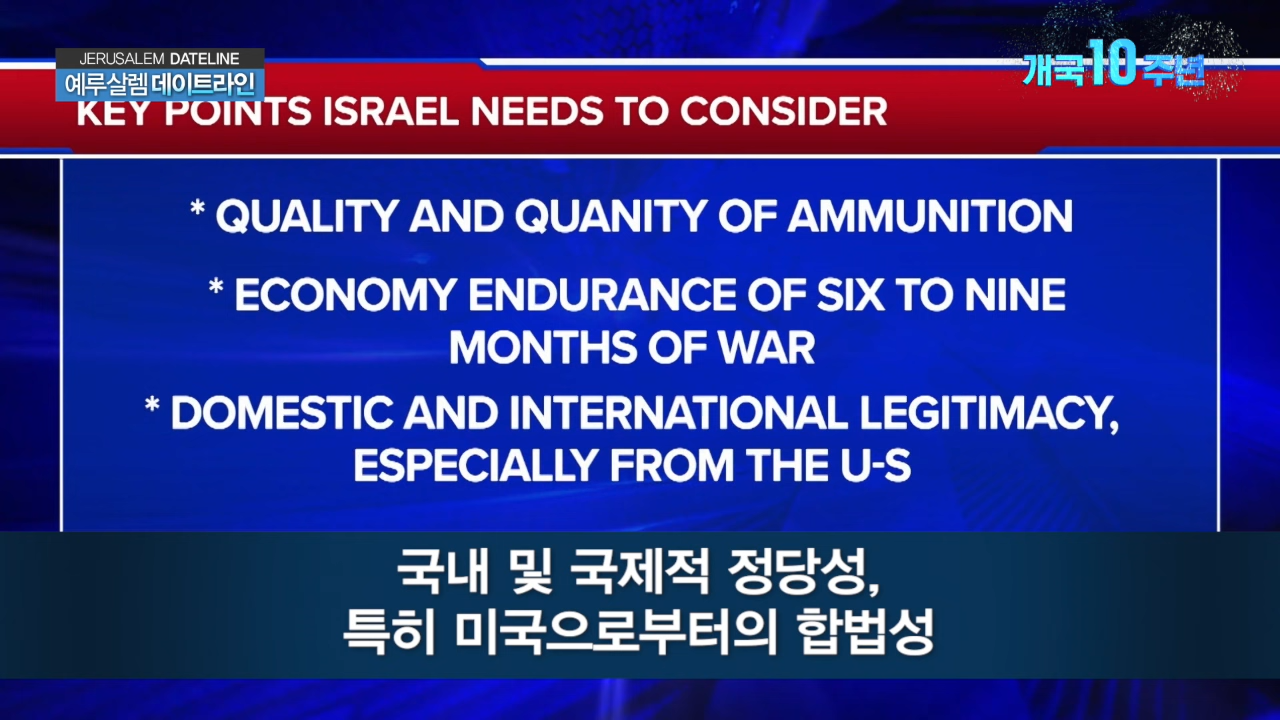 JERUSALEM DATELINE
예루살렘 데이트라인
개국 10 주년
KEY POINTS ISRAEL NEEDS TO CONSIDER
* QUALITY AND QUANITY OF AMMUNITION
* ECONOMY ENDURANCE OF SIX TO NINE
MONTHS OF WAR
* DOMESTIC AND INTERNATIONAL LEGITIMACY,
ESPECIALLY FROM THE U-S
국내 및 국제적 정당성,
특히 미국으로부터의 합법성